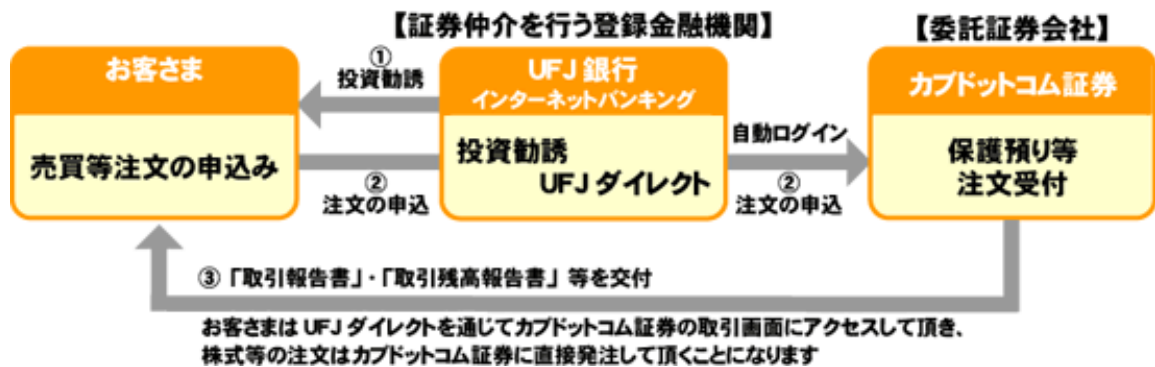 【証券仲介を行う登録金融機関】
【委託証券会社】
お客さま
売買等注文の申込み
①
投資勧誘
②
注文の申込
UFJ 銀行
インターネットバンキング
投資勧誘
UFJ ダイレクト
自動ログイン
②
注文の申込
カブドットコム証券
保護預り等
注文受付
③「取引報告書」・「取引残高報告書」等を交付
お客さまは UFJ ダイレクトを通じてカブドットコム証券の取引画面にアクセスして頂き、
株式等の注文はカブドットコム証券に直接発注して頂くことになります